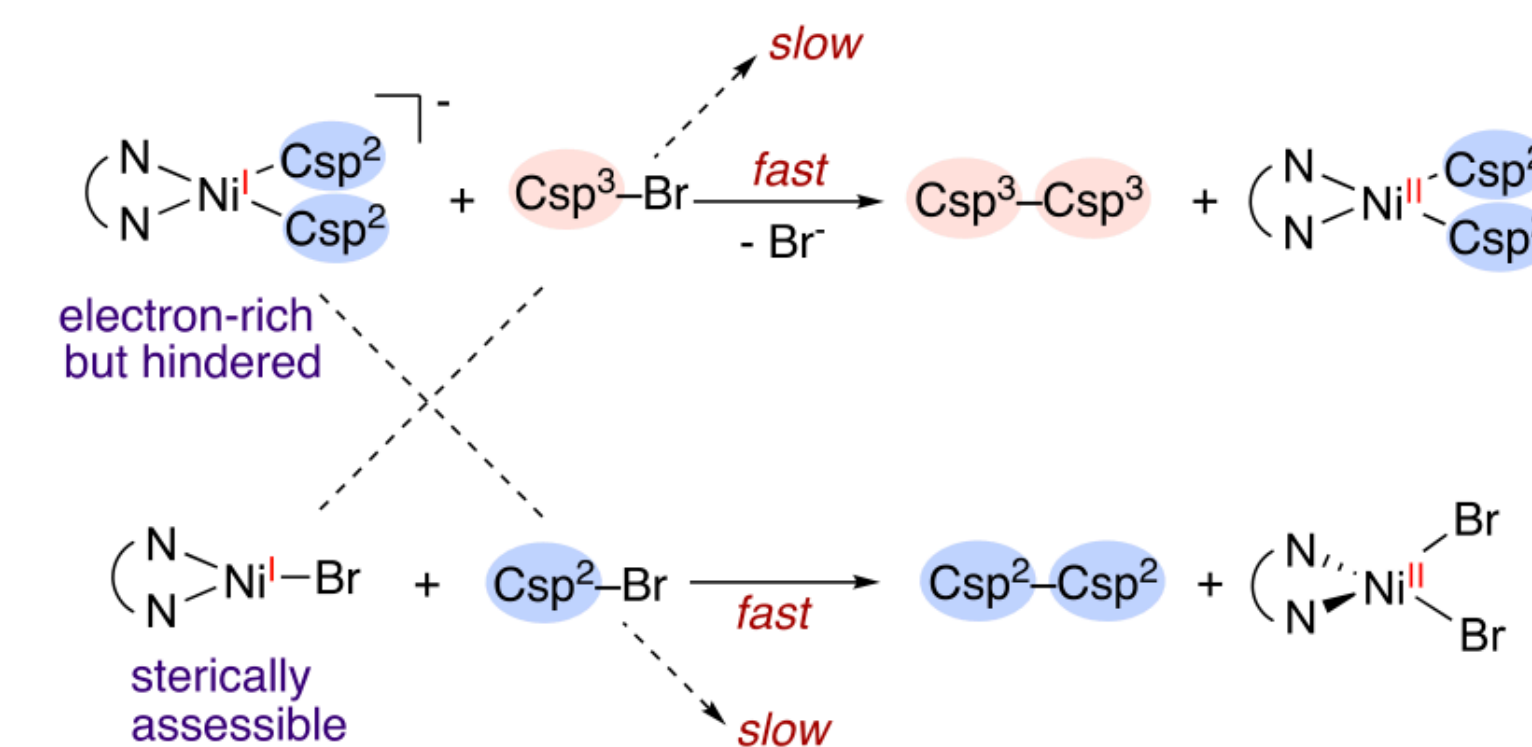 slow
N N Ni^I Csp² Csp² ⌉- + Csp³–Br fast - Br⁻ Csp³–Csp³ + N N Ni^II Csp² Csp
electron-rich
but hindered
N N Ni^I–Br + Csp²–Br fast Csp²–Csp² + N N Ni^II Br Br
sterically
assessible
slow